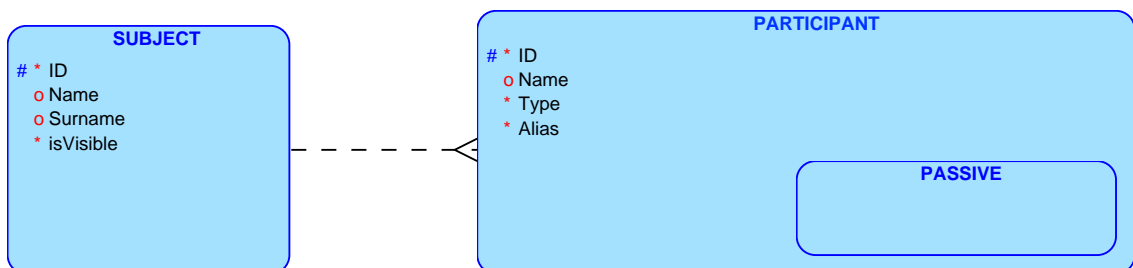 SUBJECT
# * ID
o Name
o Surname
* isVisible
PARTICIPANT
# * ID
o Name
* Type
* Alias
PASSIVE